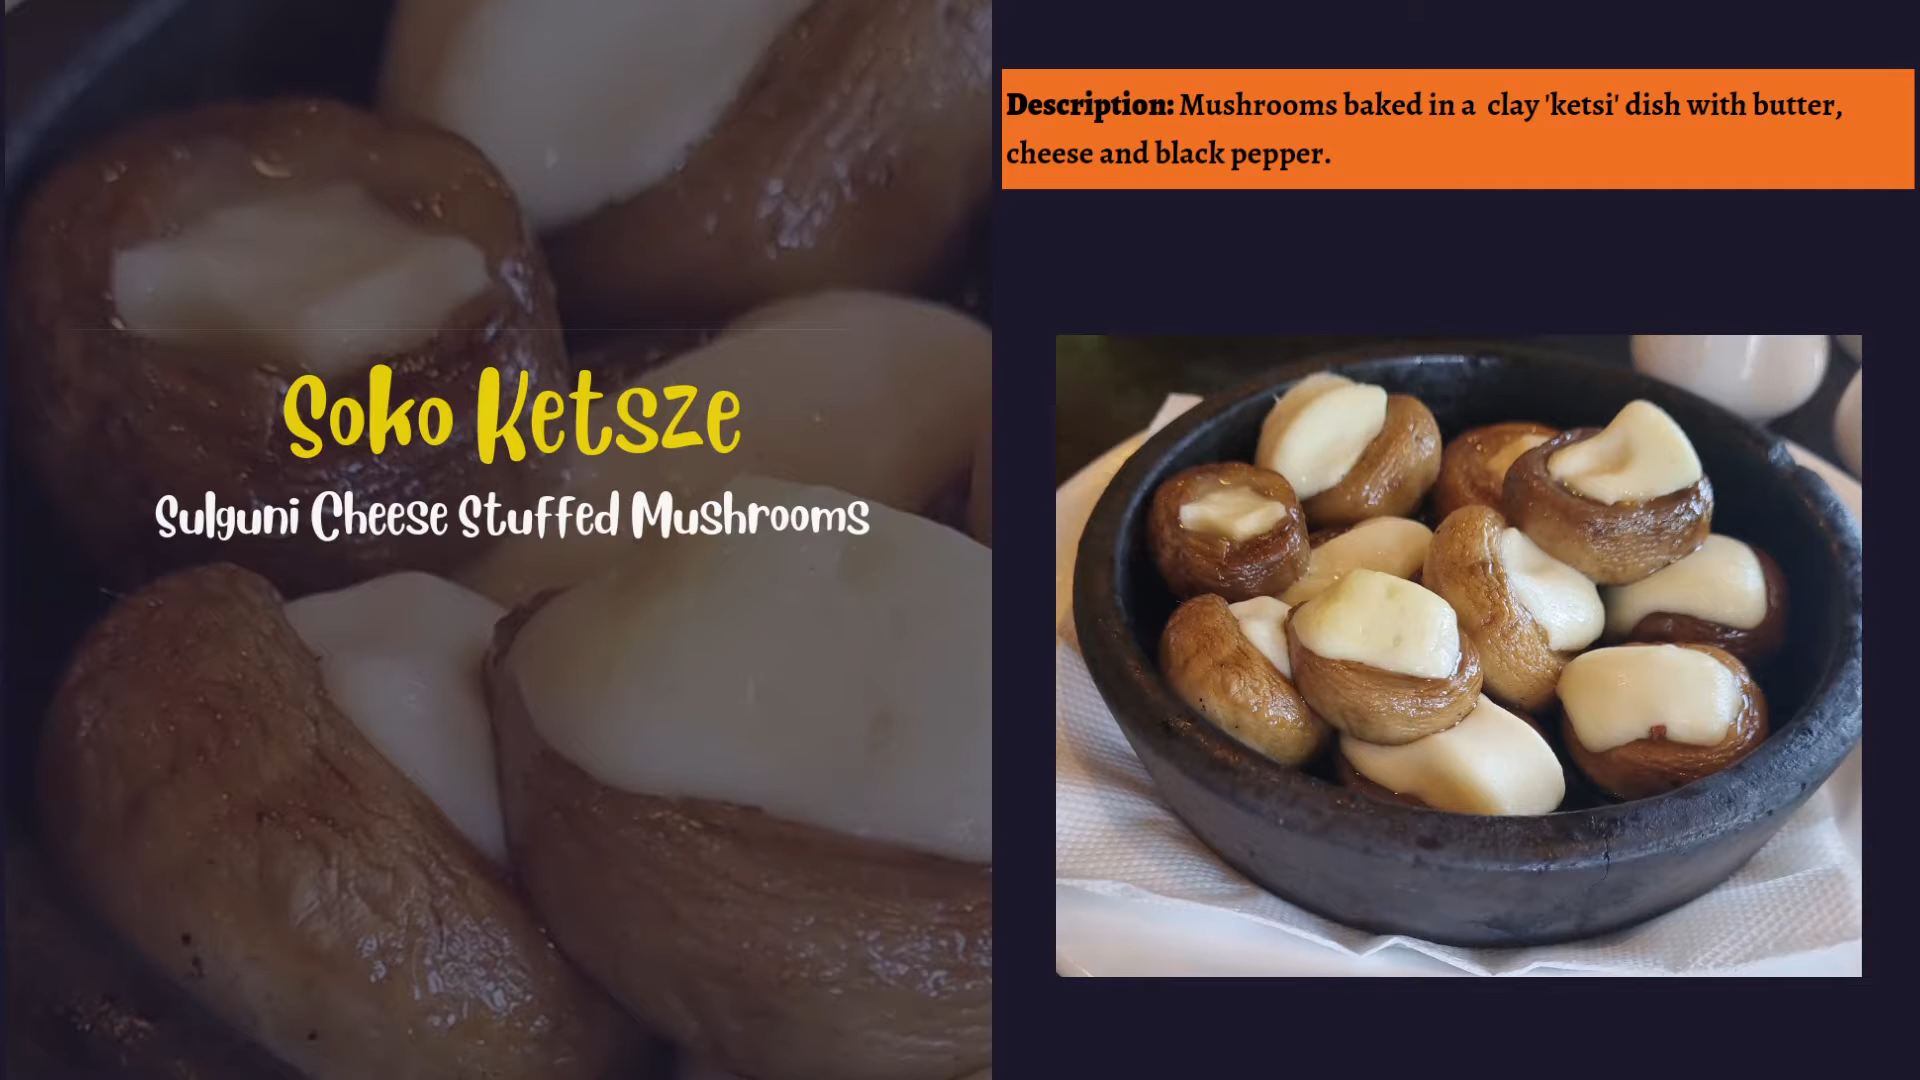 Soko Ketsze
Sulguni Cheese Stuffed Mushrooms
Description: Mushrooms baked in a clay 'ketsi' dish with butter,
cheese and black pepper.